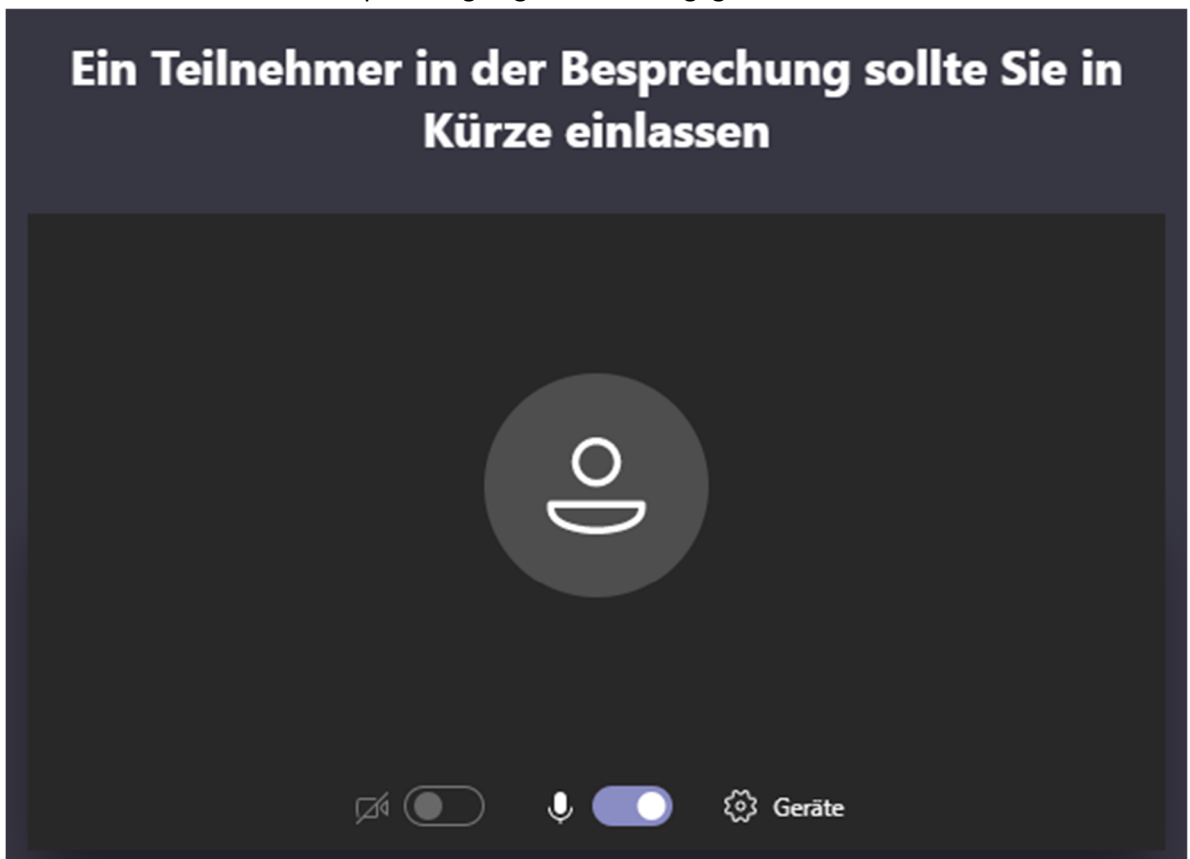 Ein Teilnehmer in der Besprechung sollte Sie in
Kürze einlassen
Geräte